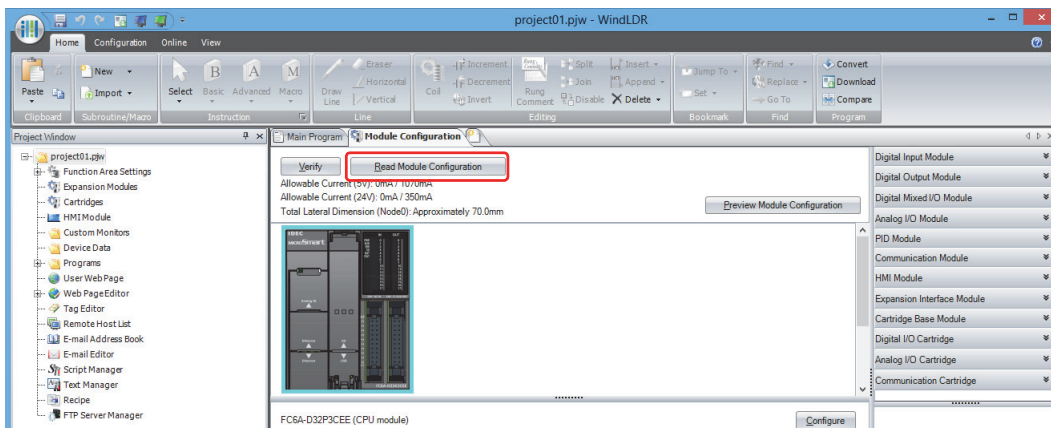 project01.pjw - WindLDR
Home Configuration Online View
Paste
New
Import
Select
Basic
Advanced
Macro
B
A
M
Draw Line
Eraser
Horizontal
Vertical
Coil
Increment
Decrement
Invert
Rung Comment
Split
Join
Disable
Insert
Append
Delete
Jump To
Set
Find
Replace
Go To
Convert
Download
Compare
Clipboard Subroutine/Macro Instruction Line Editing Bookmark Find Program
Project Window
Main Program Module Configuration
project01.pjw
Function Area Settings
Expansion Modules
Cartridges
HMI Module
Custom Monitors
Device Data
Programs
User Web Page
Web Page Editor
Tag Editor
Remote Host List
E-mail Address Book
E-mail Editor
Script Manager
Text Manager
Recipe
FTP Server Manager
Verify Read Module Configuration
Allowable Current (5V): 0mA / 1070mA
Allowable Current (24V): 0mA / 350mA
Total Lateral Dimension (Node0): Approximately 70.0mm
Preview Module Configuration
IDEC
MICROSmart
IN OUT
FC6A-D32P3CEE (CPU module)
Configure
Digital Input Module
Digital Output Module
Digital Mixed I/O Module
Analog I/O Module
PID Module
Communication Module
HMI Module
Expansion Interface Module
Cartridge Base Module
Digital I/O Cartridge
Analog I/O Cartridge
Communication Cartridge